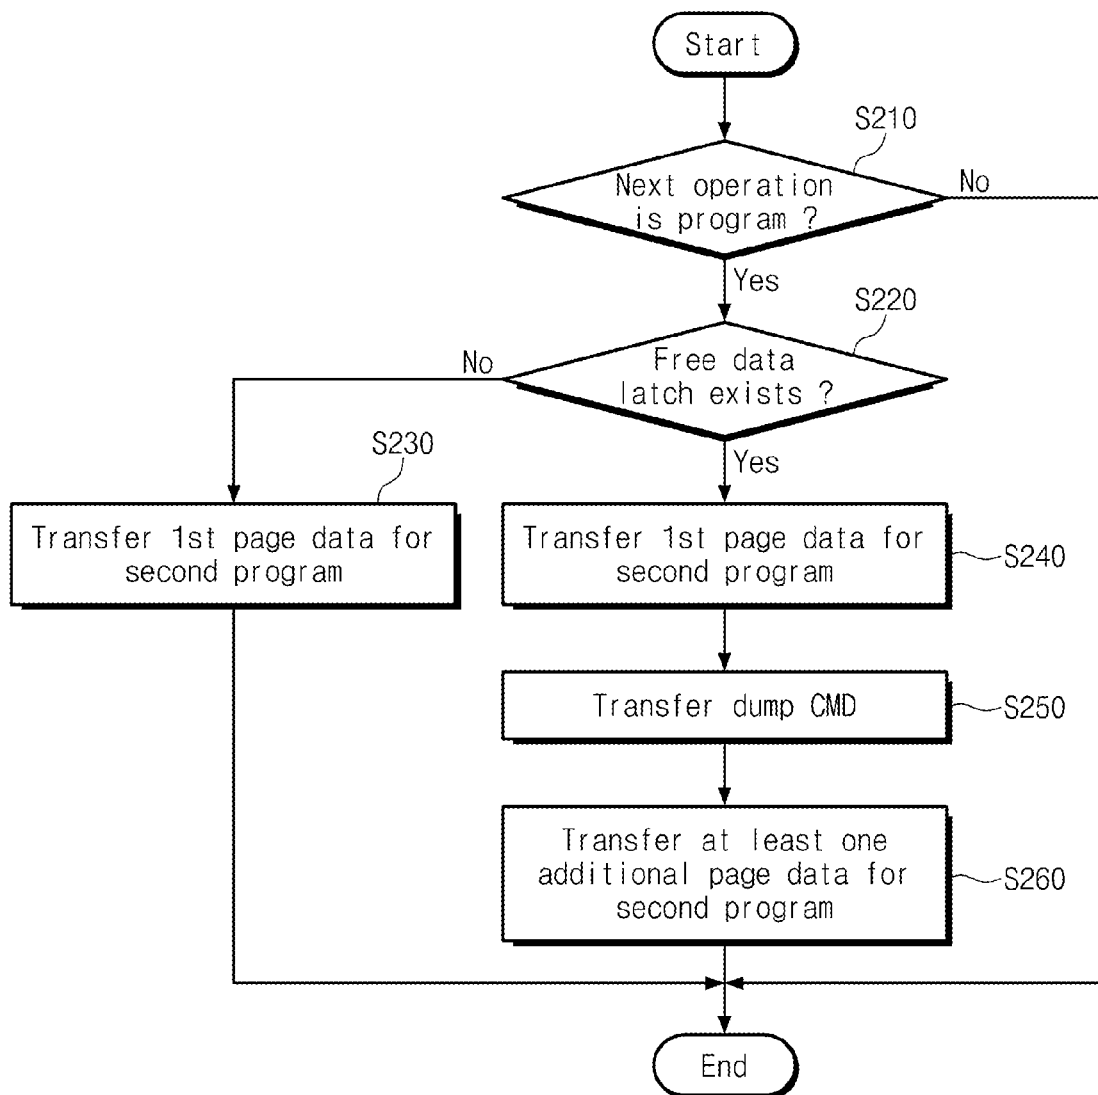 Start
S210
Next operation
is program ?
No
Yes
S220
Free data
latch exists ?
No
Yes
S230
Transfer 1st page data for
second program
Transfer 1st page data for
second program
S240
Transfer dump CMD
S250
Transfer at least one
additional page data for
second program
S260
End